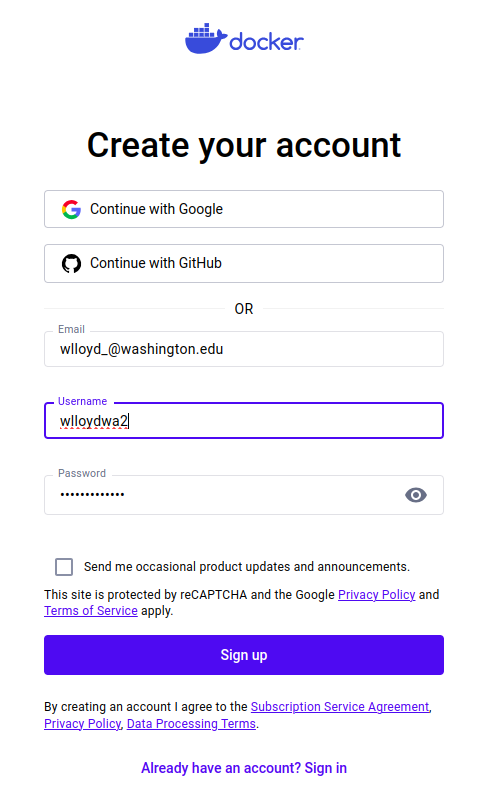 docker
Create your account
Continue with Google
Continue with GitHub
OR
Email
wlloyd_@washington.edu
Username
wlloydwa2
Password
•••••••••••••
Send me occasional product updates and announcements.
This site is protected by reCAPTCHA and the Google Privacy Policy and
Terms of Service apply.
Sign up
By creating an account I agree to the Subscription Service Agreement,
Privacy Policy, Data Processing Terms.
Already have an account? Sign in